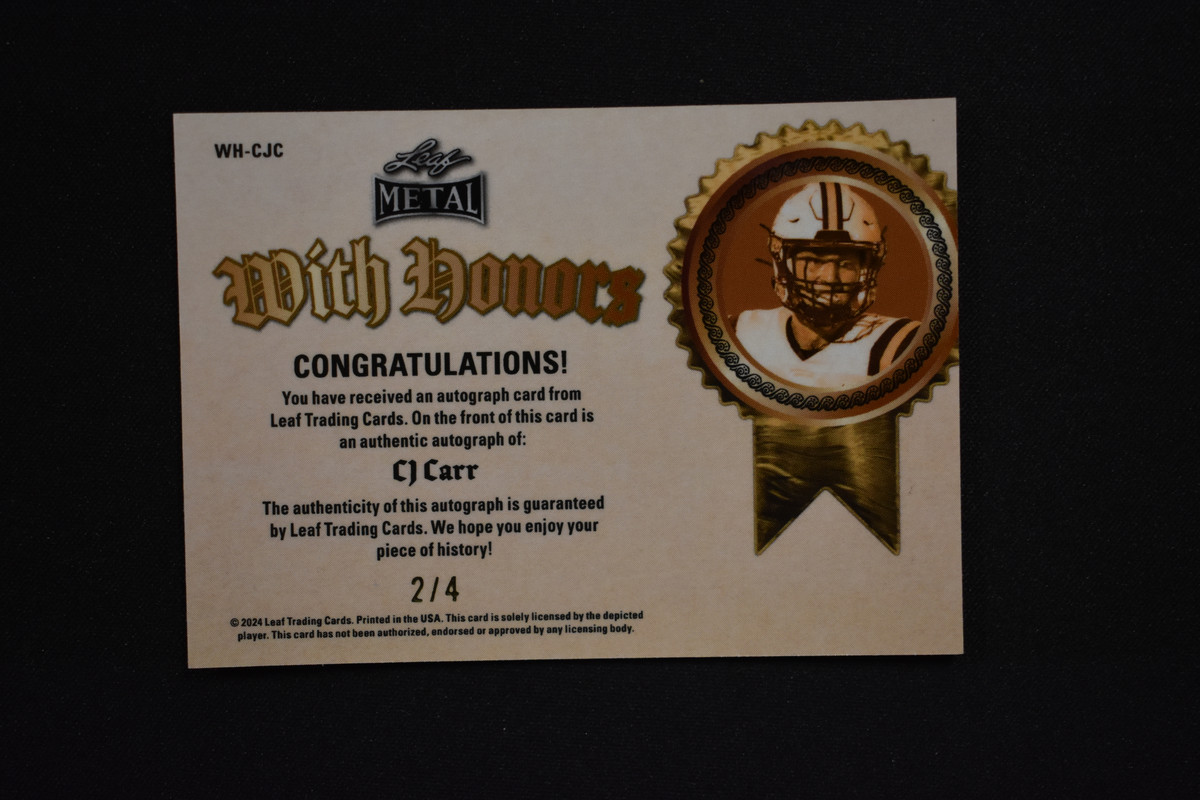 WH-CJC
Leaf
METAL
With Honors
CONGRATULATIONS!
You have received an autograph card from
Leaf Trading Cards. On the front of this card is
an authentic autograph of:
CJ Carr
The authenticity of this autograph is guaranteed
by Leaf Trading Cards. We hope you enjoy your
piece of history!
2/4
© 2024 Leaf Trading Cards. Printed in the USA. This card is solely licensed by the depicted
player. This card has not been authorized, endorsed or approved by any licensing body.